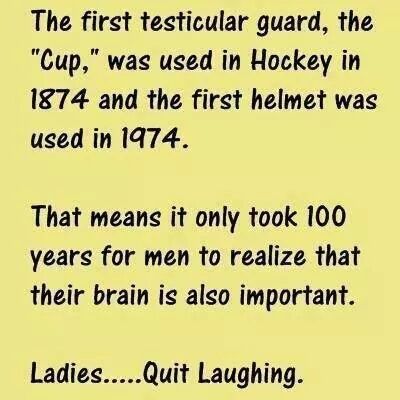 The first testicular guard, the
"Cup," was used in Hockey in
1874 and the first helmet was
used in 1974.
That means it only took 100
years for men to realize that
their brain is also important.
Ladies.....Quit Laughing.